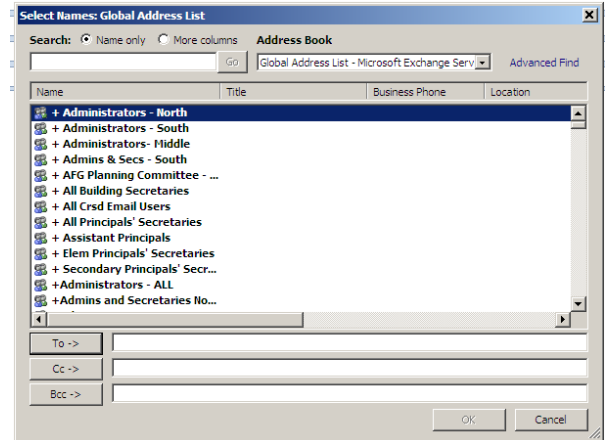 Select Names: Global Address List
Search: Name only More columns Address Book
Go Global Address List - Microsoft Exchange Serv Advanced Find
Name Title Business Phone Location
+ Administrators - North
+ Administrators - South
+ Administrators- Middle
+ Admins & Secs - South
+ AFG Planning Committee - ...
+ All Building Secretaries
+ All Crsd Email Users
+ All Principals' Secretaries
+ Assistant Principals
+ Elem Principals' Secretaries
+ Secondary Principals' Secr...
+Administrators - ALL
+Admins and Secretaries No...
To ->
Cc ->
Bcc ->
OK Cancel